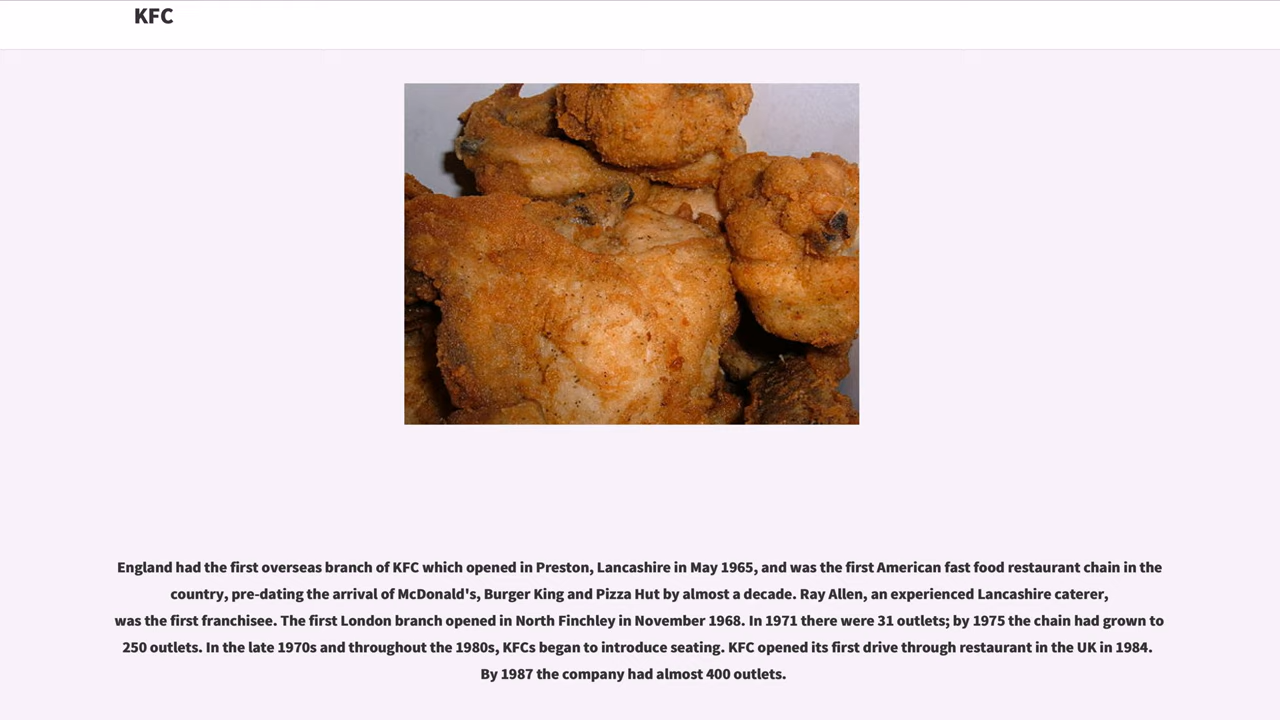 KFC
England had the first overseas branch of KFC which opened in Preston, Lancashire in May 1965, and was the first American fast food restaurant chain in the
country, pre-dating the arrival of McDonald's, Burger King and Pizza Hut by almost a decade. Ray Allen, an experienced Lancashire caterer,
was the first franchisee. The first London branch opened in North Finchley in November 1968. In 1971 there were 31 outlets; by 1975 the chain had grown to
250 outlets. In the late 1970s and throughout the 1980s, KFCs began to introduce seating. KFC opened its first drive through restaurant in the UK in 1984.
By 1987 the company had almost 400 outlets.